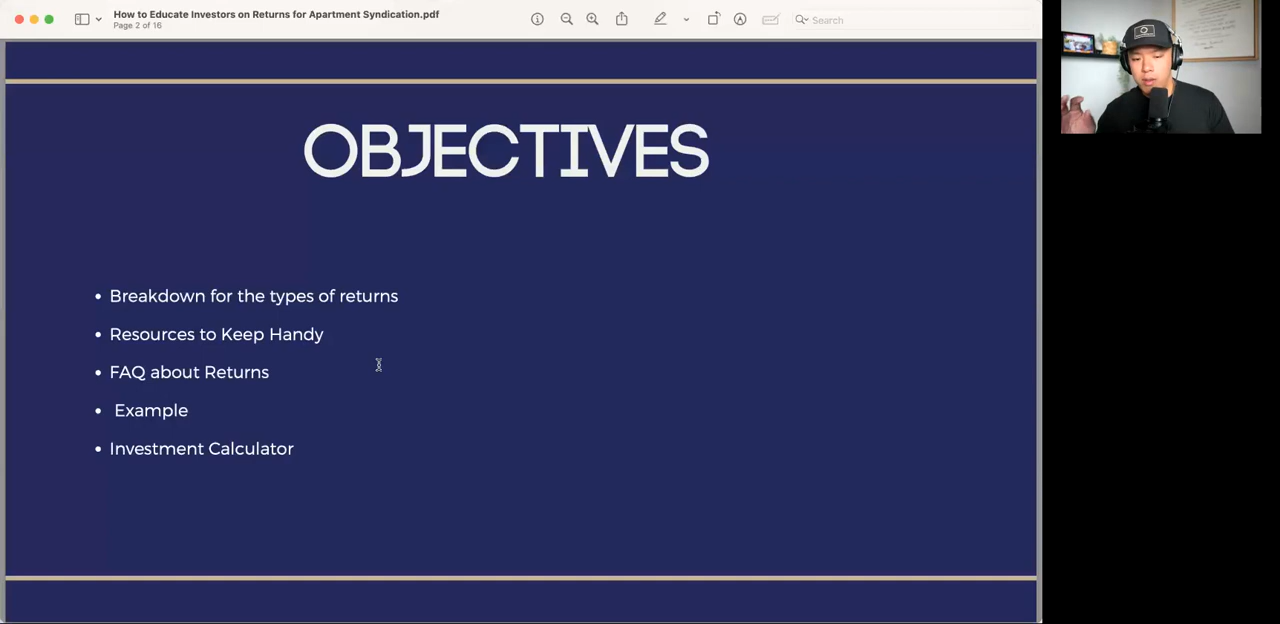 How to Educate Investors on Returns for Apartment Syndication.pdf
Page 2 of 16
Search
OBJECTIVES
• Breakdown for the types of returns
• Resources to Keep Handy
• FAQ about Returns
• Example
• Investment Calculator